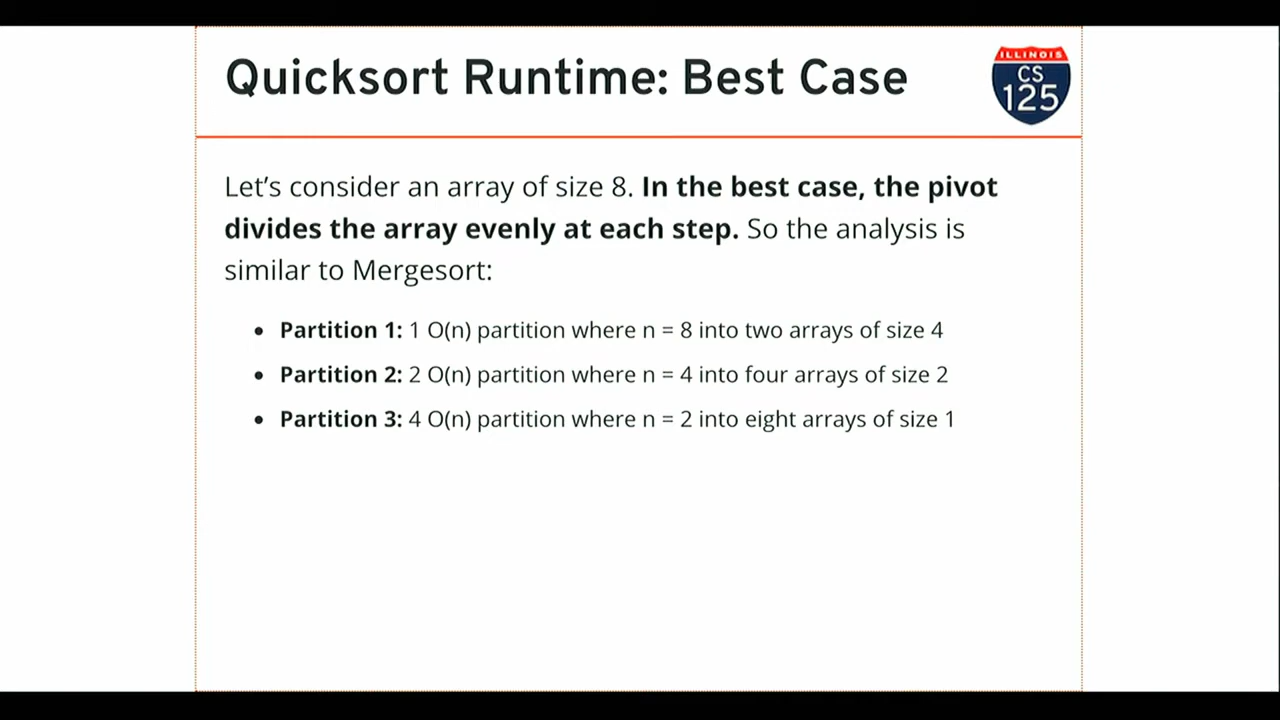 Quicksort Runtime: Best Case
ILLINOIS
CS
125
Let's consider an array of size 8. In the best case, the pivot
divides the array evenly at each step. So the analysis is
similar to Mergesort:
• Partition 1: 1 O(n) partition where n = 8 into two arrays of size 4
• Partition 2: 2 O(n) partition where n = 4 into four arrays of size 2
• Partition 3: 4 O(n) partition where n = 2 into eight arrays of size 1